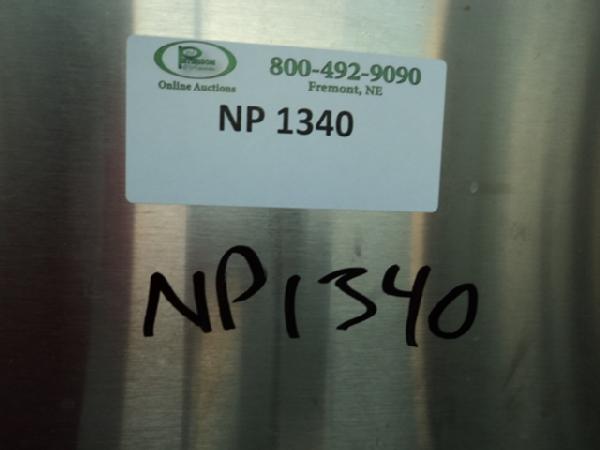 800-492-9090
Online Auctions
Fremont, NE
NP 1340
NP1340